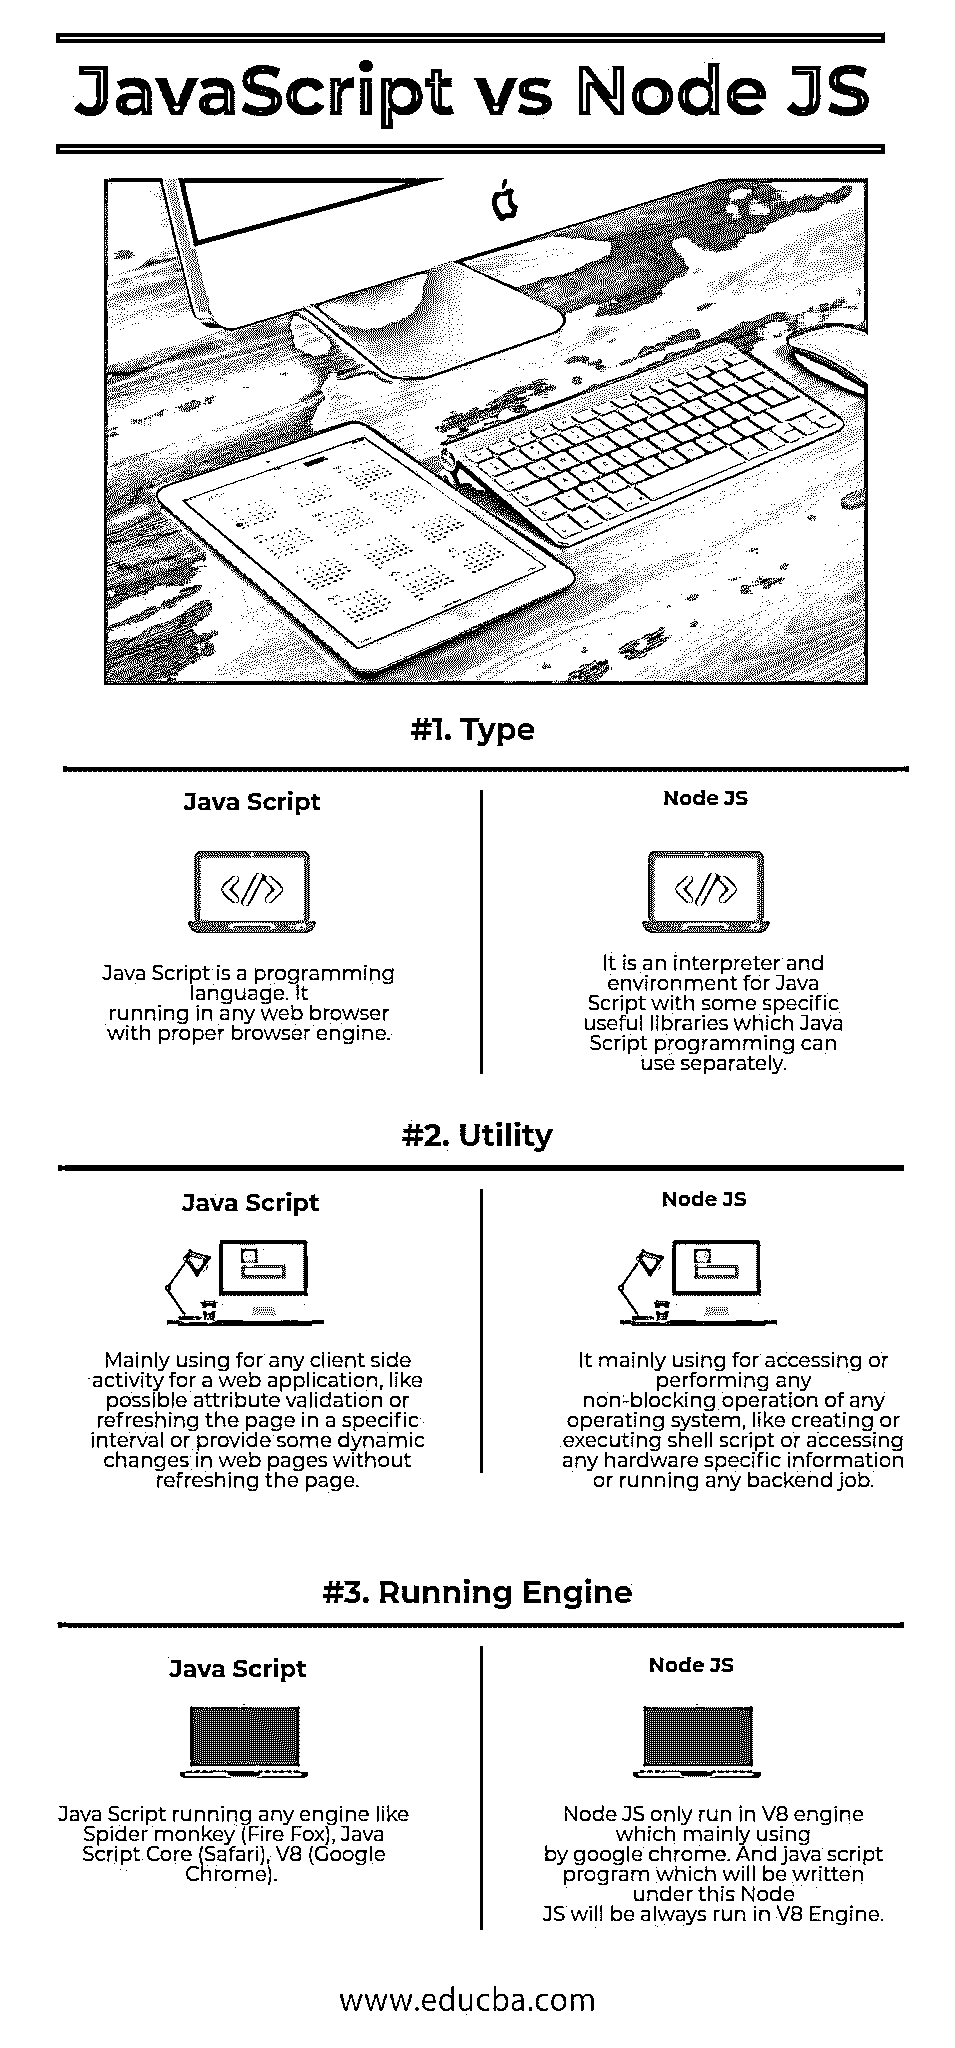 JavaScript vs Node JS
#1. Type
Java Script
Java Script is a programming
language. It
running in any web browser
with proper browser engine.
Node JS
It is an interpreter and
environment for Java
Script with some specific
useful libraries which Java
Script programming can
use separately.
#2. Utility
Java Script
Mainly using for any client side
activity for a web application, like
possible attribute validation or
refreshing the page in a specific
interval or provide some dynamic
changes in web pages without
refreshing the page.
Node JS
It mainly using for accessing or
performing any
non-blocking operation of any
operating system, like creating or
executing shell script or accessing
any hardware specific information
or running any backend job.
#3. Running Engine
Java Script
Java Script running any engine like
Spider monkey (Fire Fox), Java
Script Core (Safari), V8 (Google
Chrome).
Node JS
Node JS only run in V8 engine
which mainly using
by google chrome. And java script
program which will be written
under this Node
JS will be always run in V8 Engine.
www.educba.com